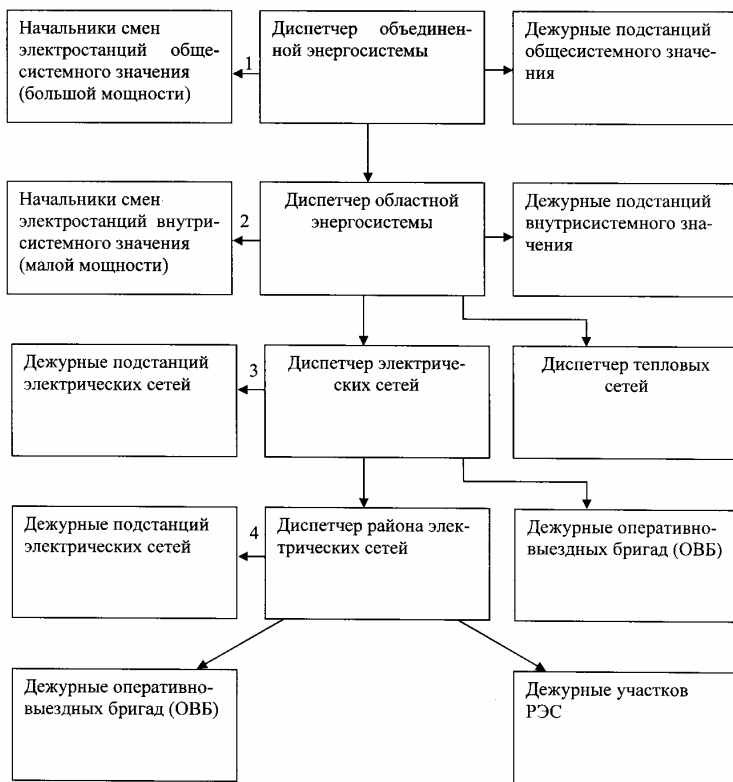 Начальники смен
электростанций обще-
системного значения
(большой мощности)
1
Диспетчер объединен-
ной энергосистемы
Дежурные подстанций
общесистемного значе-
ния
Начальники смен
электростанций внутри-
системного значения
(малой мощности)
2
Диспетчер областной
энергосистемы
Дежурные подстанций
внутрисистемного зна-
чения
Дежурные подстанций
электрических сетей
3
Диспетчер электриче-
ских сетей
Диспетчер тепловых
сетей
Дежурные подстанций
электрических сетей
4
Диспетчер района элек-
трических сетей
Дежурные оперативно-
выездных бригад (ОВБ)
Дежурные оперативно-
выездных бригад (ОВБ)
Дежурные участков
РЭС